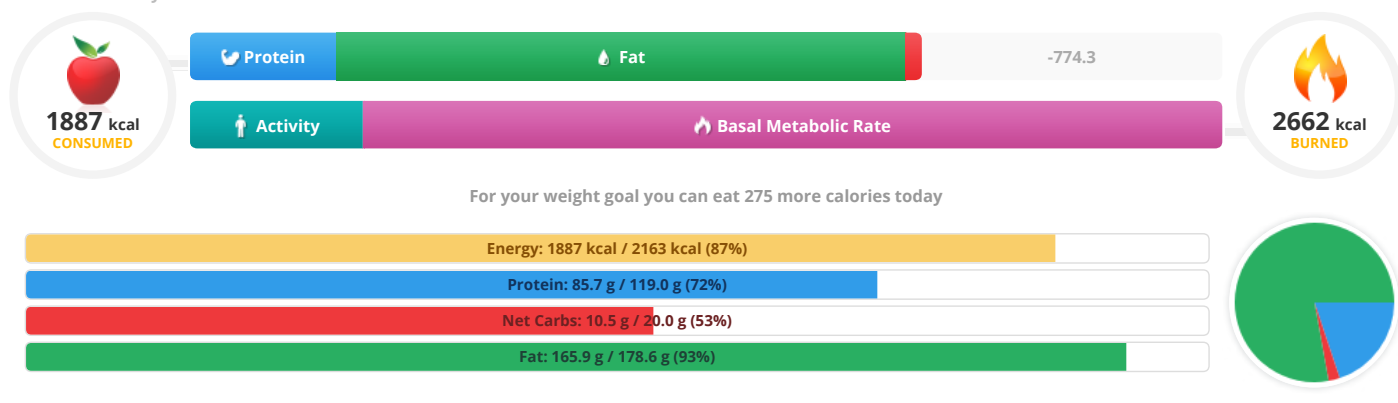 Protein
Fat
-774.3
1887 kcal
CONSUMED
Activity
Basal Metabolic Rate
2662 kcal
BURNED
For your weight goal you can eat 275 more calories today
Energy: 1887 kcal / 2163 kcal (87%)
Protein: 85.7 g / 119.0 g (72%)
Net Carbs: 10.5 g / 20.0 g (53%)
Fat: 165.9 g / 178.6 g (93%)